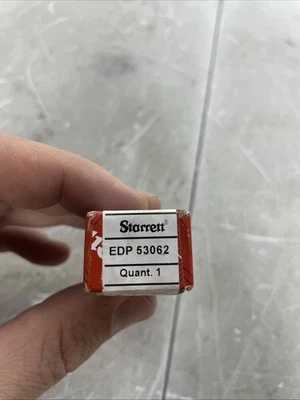 Starrett
EDP 53062
Quant. 1